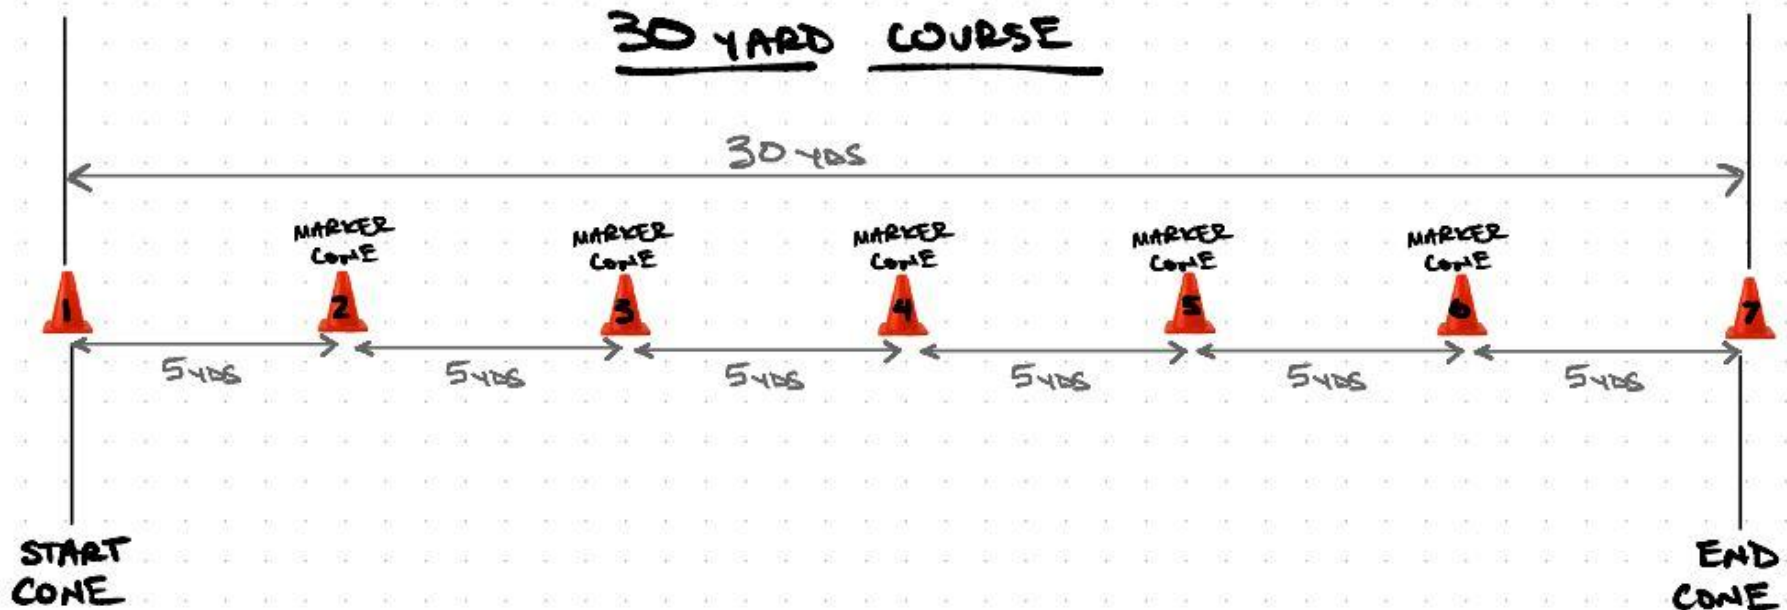 30 YARD COURSE
30 YDS
MARKER
CONE
MARKER
CONE
MARKER
CONE
MARKER
CONE
MARKER
CONE
1
2
3
4
5
6
7
5 YDS
5 YDS
5 YDS
5 YDS
5 YDS
5 YDS
START
CONE
END
CONE